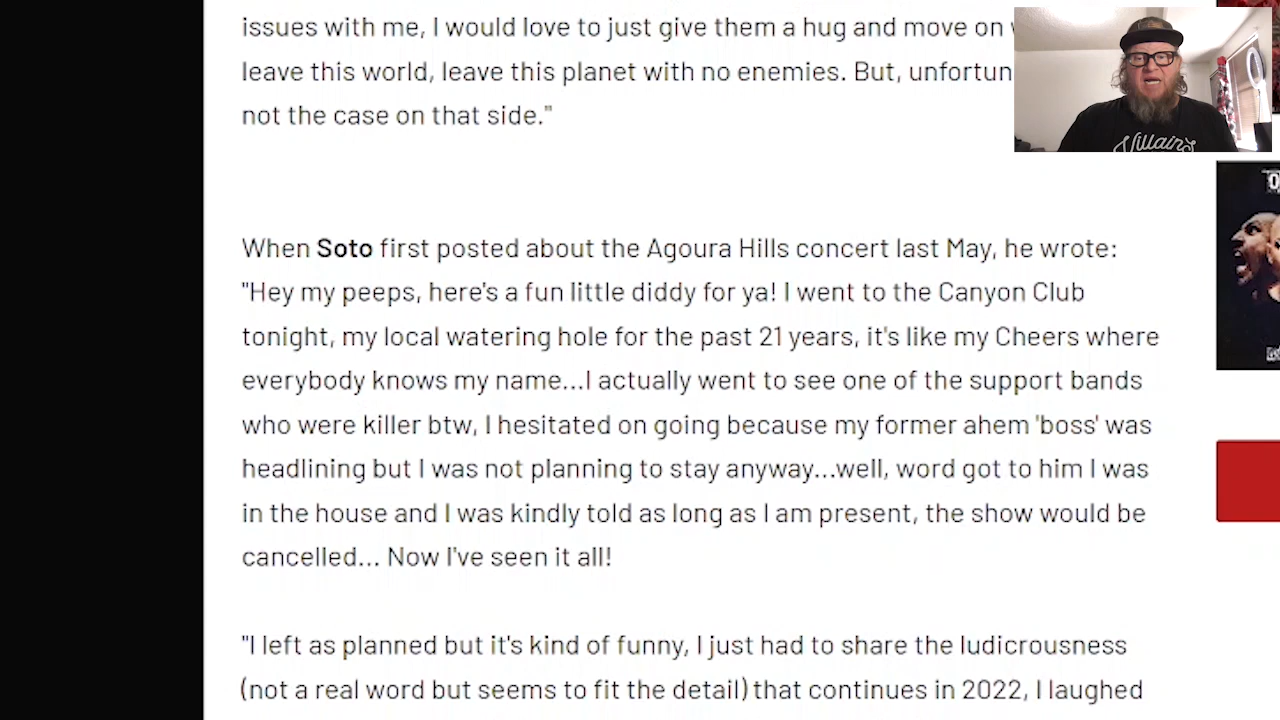 issues with me, I would love to just give them a hug and move on
leave this world, leave this planet with no enemies. But,
not the case on that side."
When Soto first posted about the Agoura Hills concert last May, he wrote:
"Hey my peeps, here's a fun little diddy for ya! I went to the Canyon Club
tonight, my local watering hole for the past 21 years, it's like my Cheers where
everybody knows my name...I actually went to see one of the support bands
who were killer btw, I hesitated on going because my former ahem 'boss' was
headlining but I was not planning to stay anyway...well, word got to him I was
in the house and I was kindly told as long as I am present, the show would be
cancelled... Now I've seen it all!
"I left as planned but it's kind of funny, I just had to share the ludicrousness
(not a real word but seems to fit the detail) that continues in 2022, I laughed
Villains